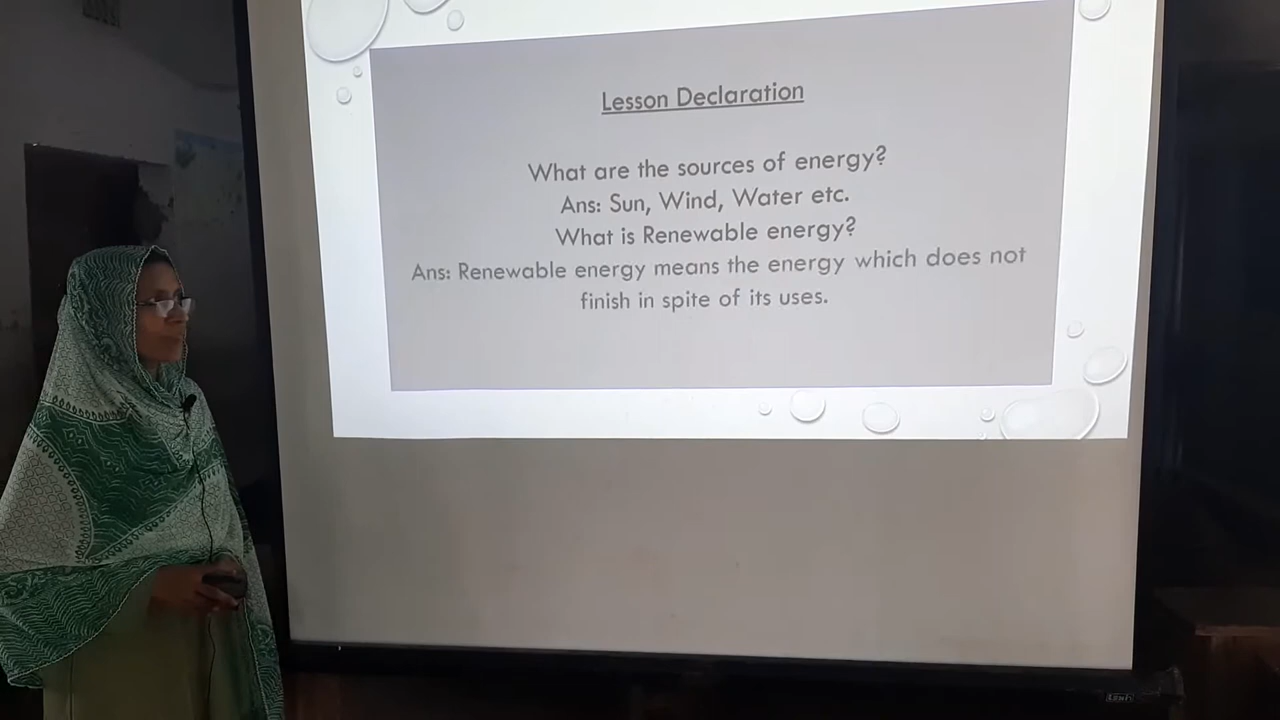 Lesson Declaration
What are the sources of energy?
Ans: Sun, Wind, Water etc.
What is Renewable energy?
Ans: Renewable energy means the energy which does not
finish in spite of its uses.